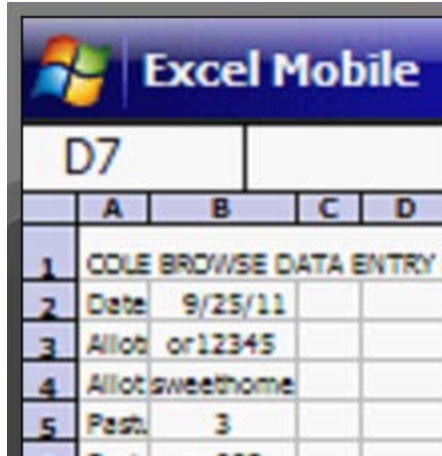 Excel Mobile
D7
A B C D
1 COLE BROWSE DATA ENTRY
2 Date 9/25/11
3 Allot or12345
4 Allot sweethome
5 Past. 3